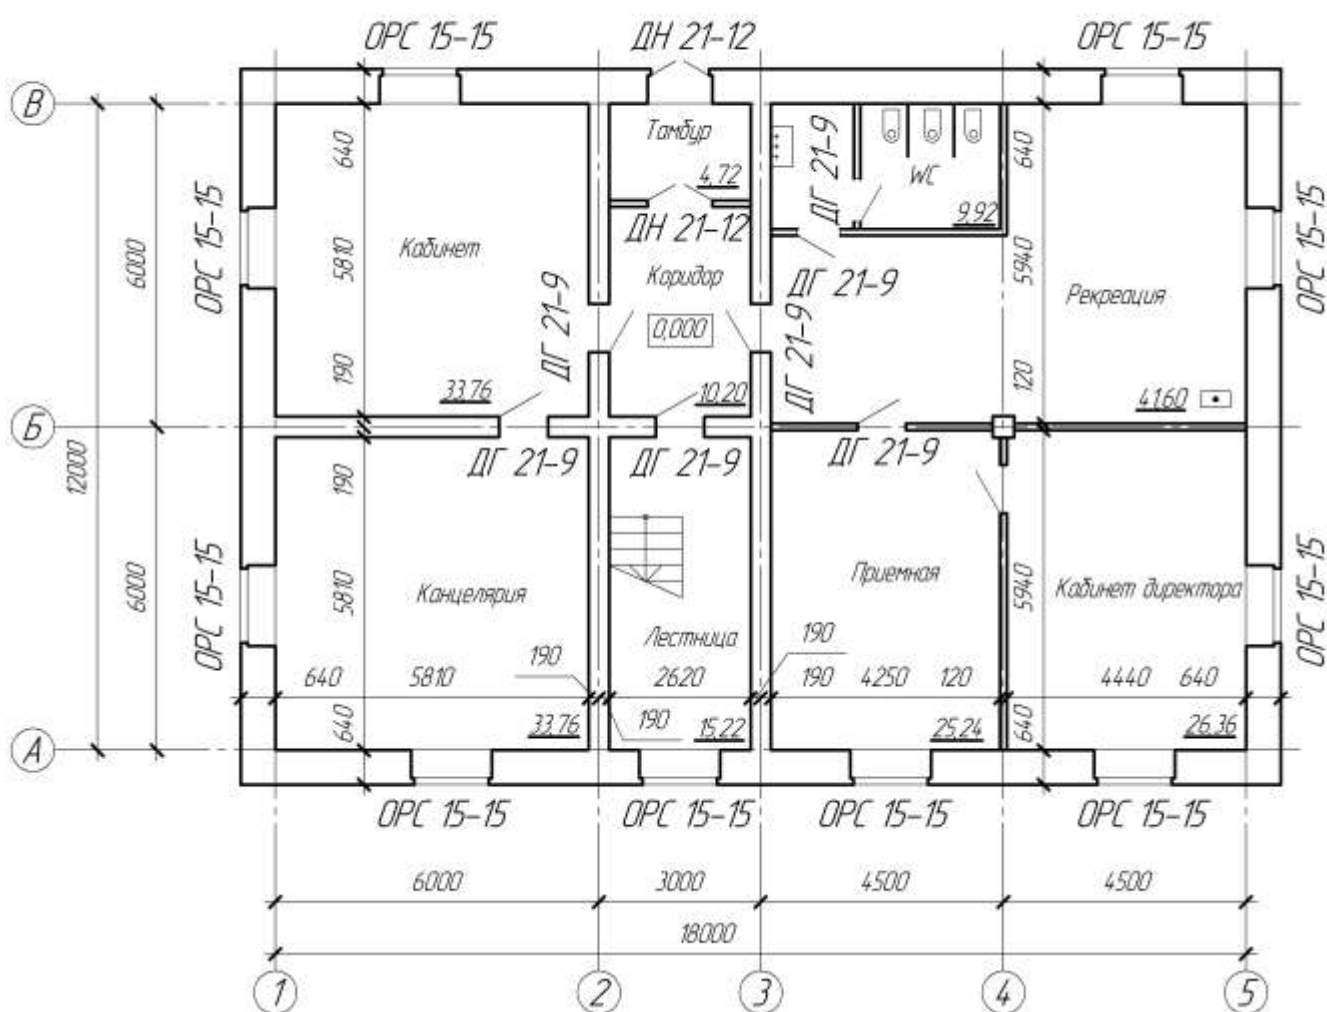 ОРС 15-15
ДН 21-12
ОРС 15-15
В
Тамбур
640
ДГ 21-9
640
4,72
WC
9,92
ОРС 15-15
6000
Кабинет
5810
ДН 21-12
Коридор
ДГ 21-9
5940
Рекреация
ОРС 15-15
ДГ 21-9
0,000
ДГ 21-9
190
33.76
10.20
120
41.60
Б
12000
ДГ 21-9
ДГ 21-9
ДГ 21-9
190
ОРС 15-15
6000
5810
Канцелярия
Приемная
5940
Кабинет директора
ОРС 15-15
Лестница
190
190
640
5810
2620
190
4250
120
4440
640
А
640
33,76
190
15,22
25,24
640
26.36
ОРС 15-15
ОРС 15-15
ОРС 15-15
ОРС 15-15
6000
3000
4500
4500
18000
1
2
3
4
5